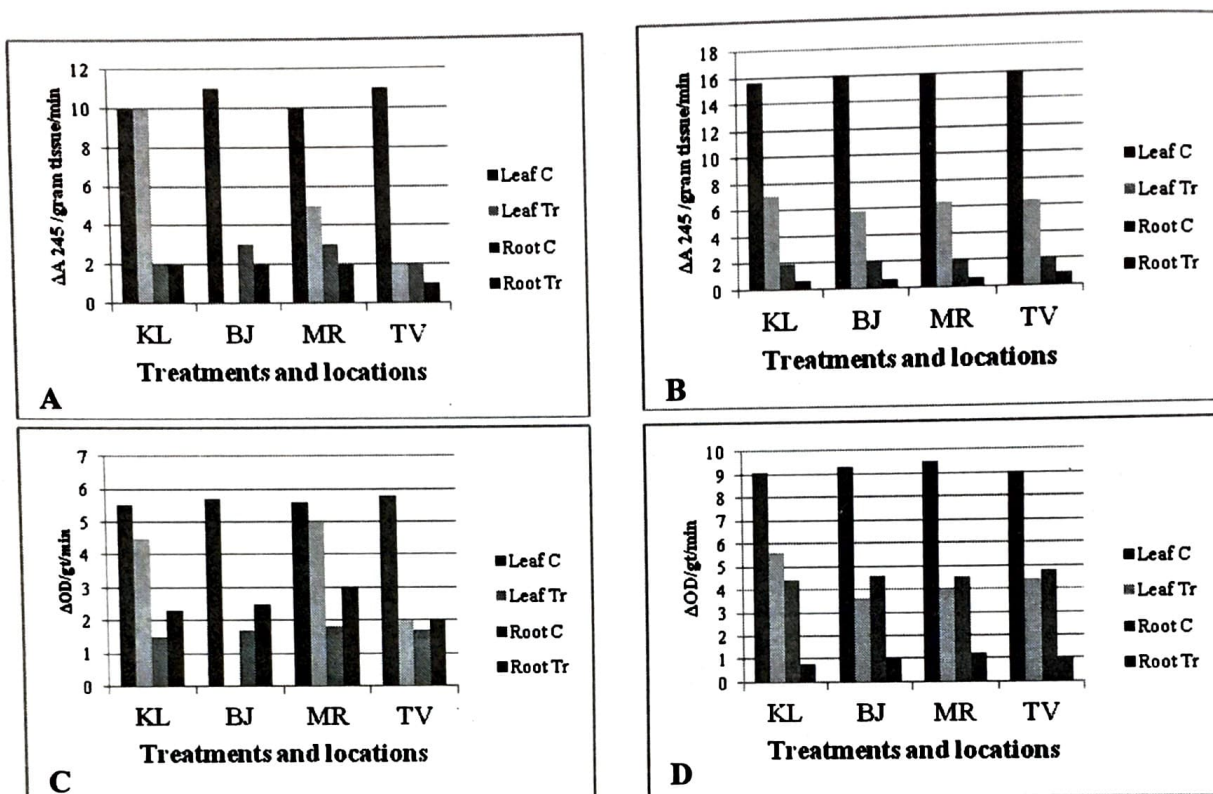 12
10
8
6
4
2
0
ΔA 245 /gram tissue/min
KL BJ MR TV
Treatments and locations
Leaf C
Leaf Tr
Root C
Root Tr
A
18
16
14
12
10
8
6
4
2
0
ΔA 245 /gram tissue/min
KL BJ MR TV
Treatments and locations
Leaf C
Leaf Tr
Root C
Root Tr
B
7
6
5
4
3
2
1
0
ΔOD/gt/min
KL BJ MR TV
Treatments and locations
Leaf C
Leaf Tr
Root C
Root Tr
C
10
9
8
7
6
5
4
3
2
1
0
ΔOD/gt/min
KL BJ MR TV
Treatments and locations
Leaf C
Leaf Tr
Root C
Root Tr
D